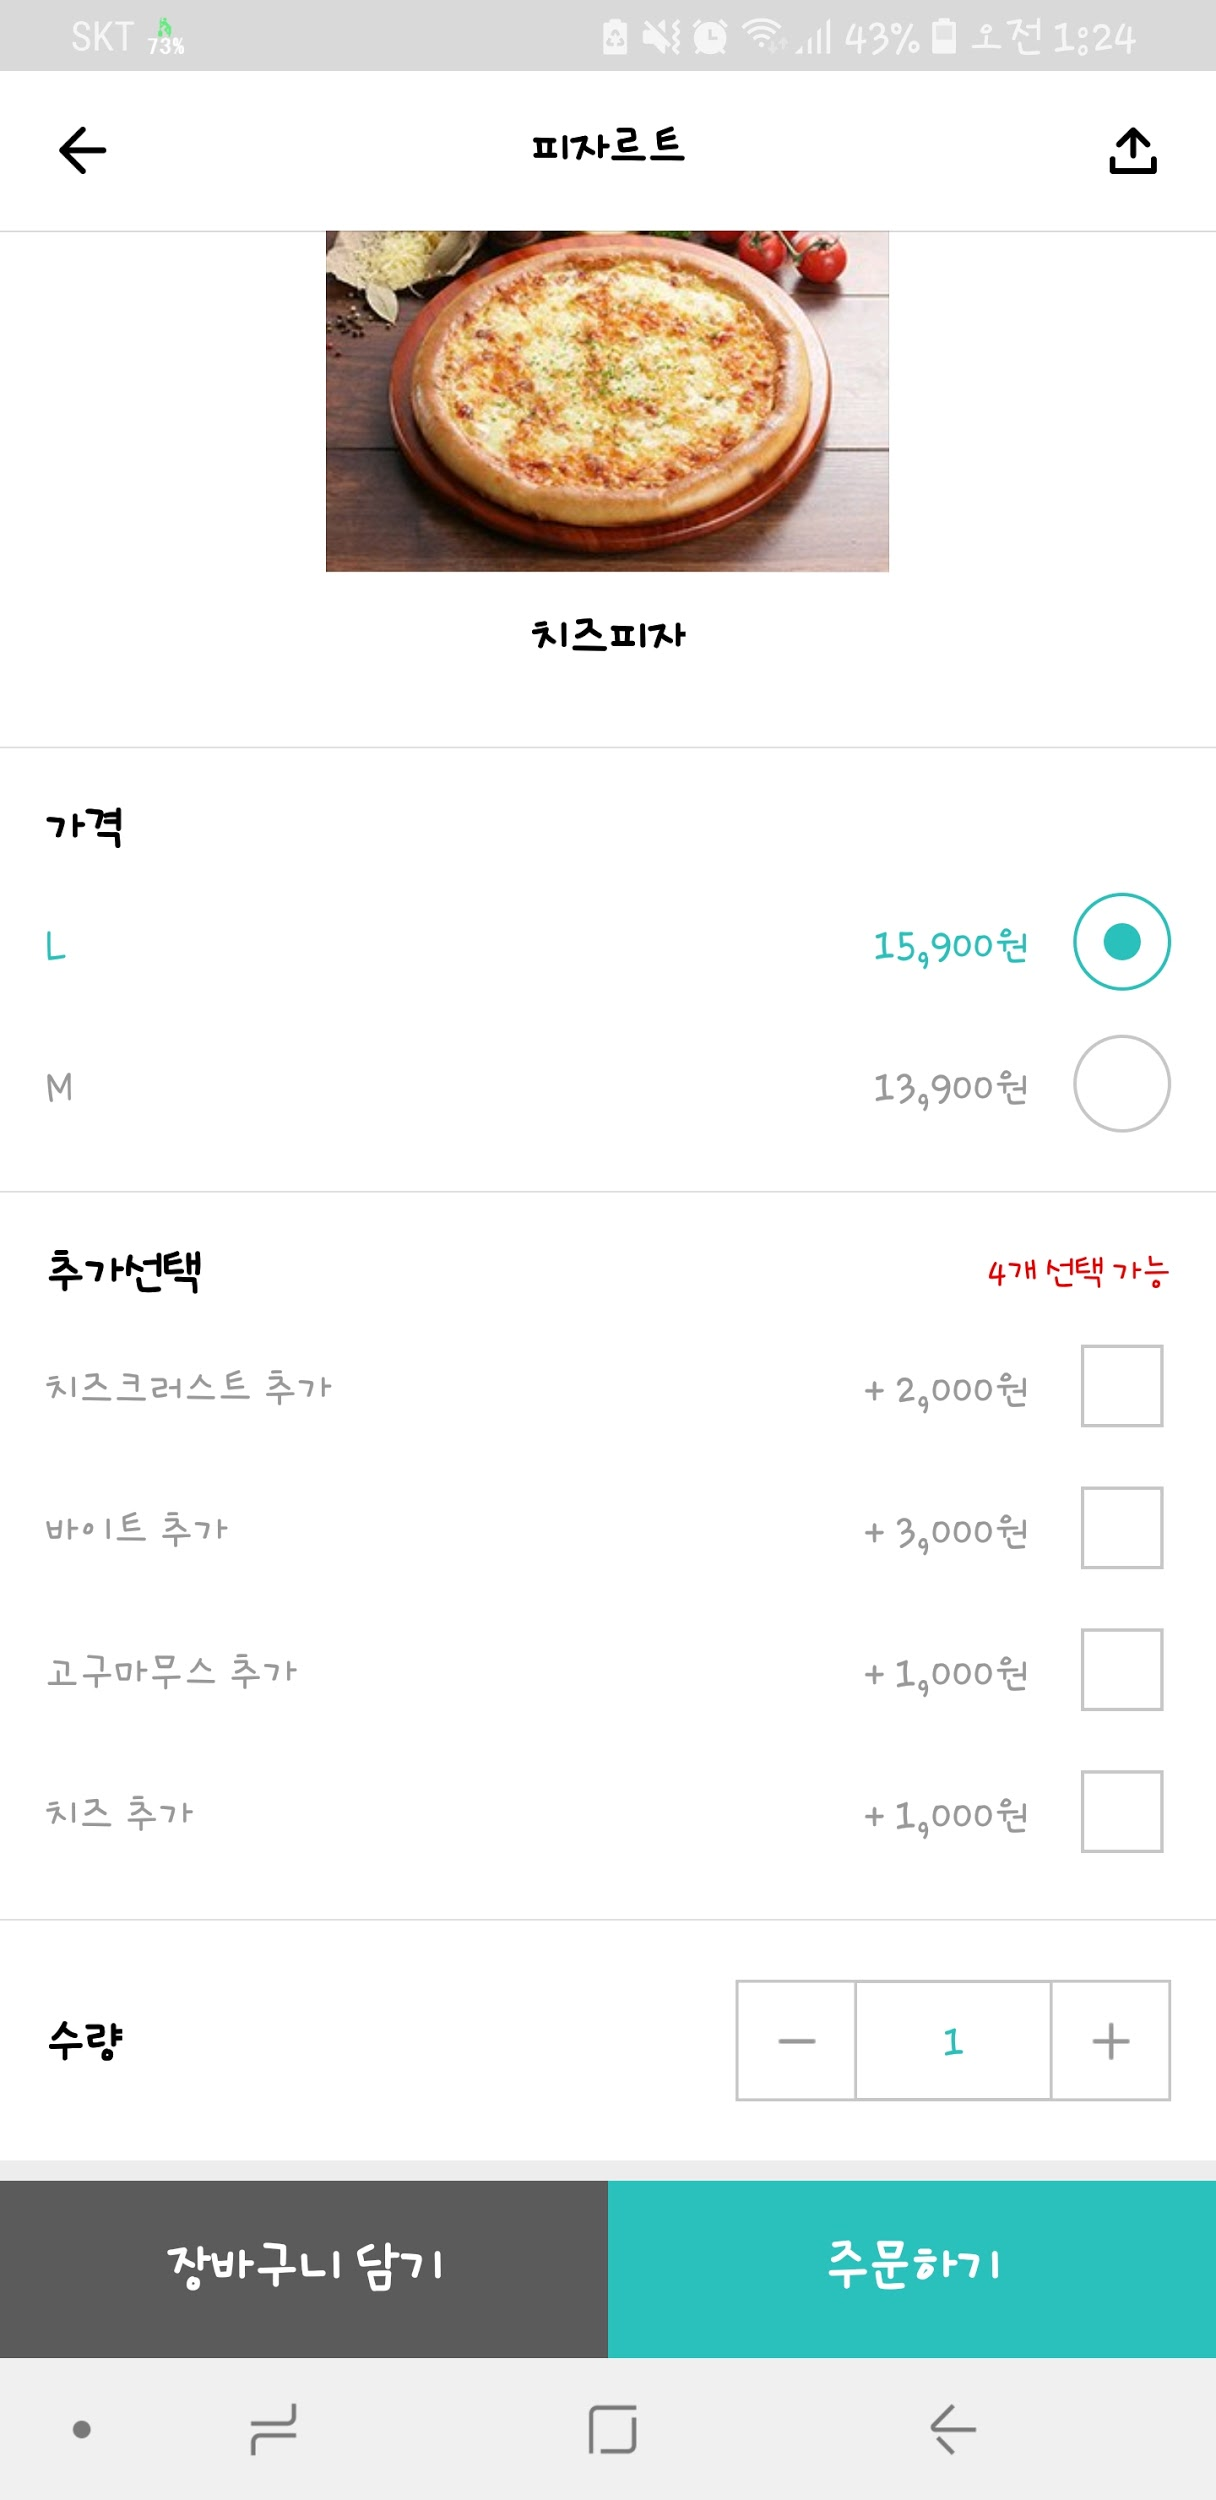 SKT 73% 43% 오전 1:24
피자르트
치즈피자
가격
L 15,900원
M 13,900원
추가선택 4개 선택 가능
치즈크러스트 추가 + 2,000원
바이트 추가 + 3,000원
고구마무스 추가 + 1,000원
치즈 추가 + 1,000원
수량 1
장바구니 담기 주문하기